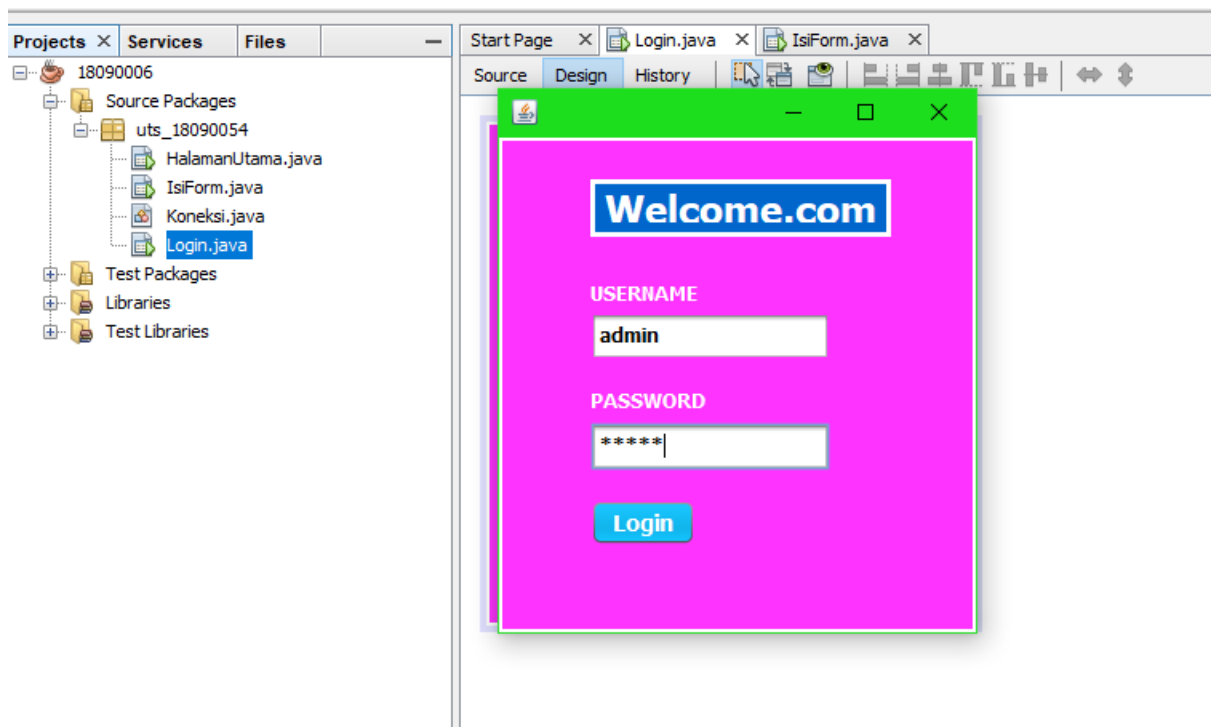 Projects Services Files
18090006
Source Packages
uts_18090054
HalamanUtama.java
IsiForm.java
Koneksi.java
Login.java
Test Packages
Libraries
Test Libraries
Start Page Login.java IsiForm.java
Source Design History
Welcome.com
USERNAME
admin
PASSWORD
*****
Login